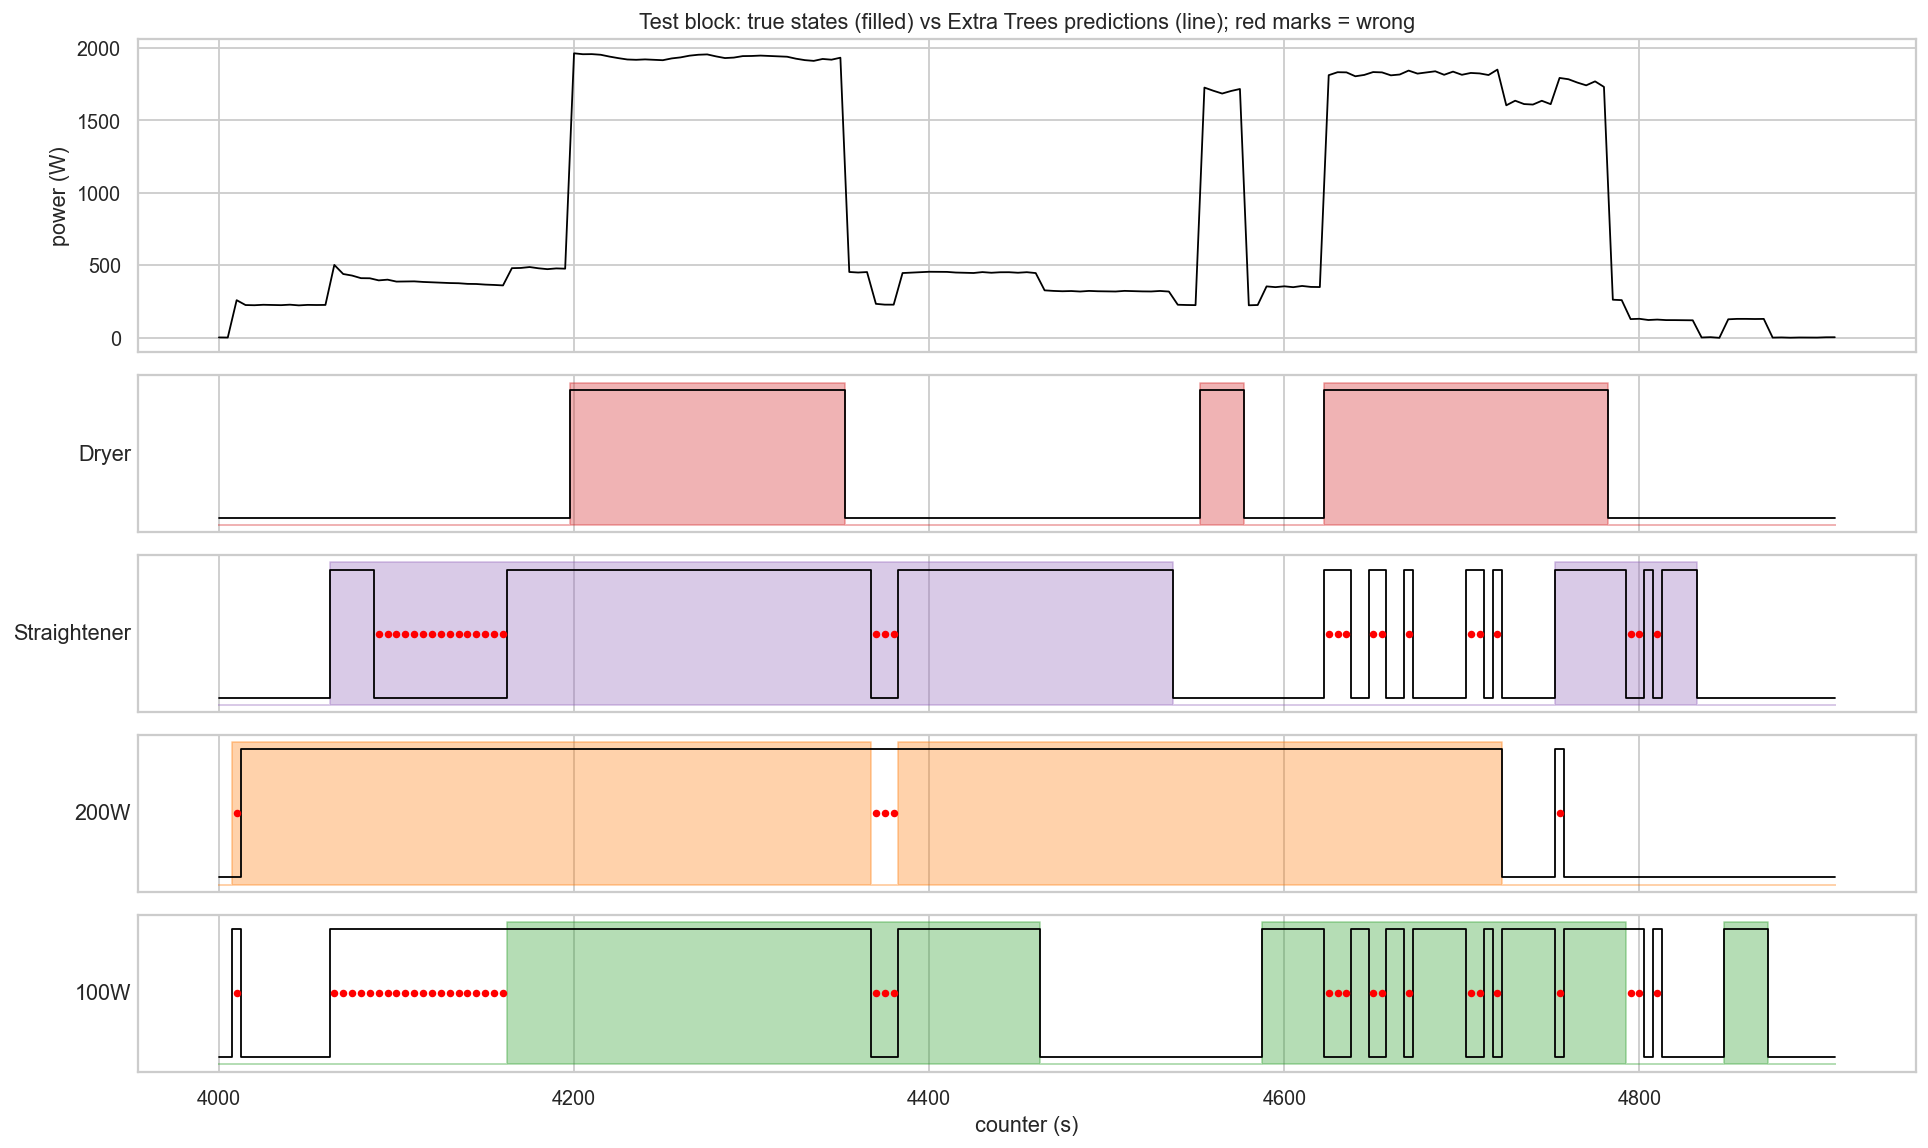 Test block: true states (filled) vs Extra Trees predictions (line); red marks = wrong
2000
1500
1000
500
0
power (W)
Dryer
Straightener
200W
100W
4000 4200 4400 4600 4800
counter (s)